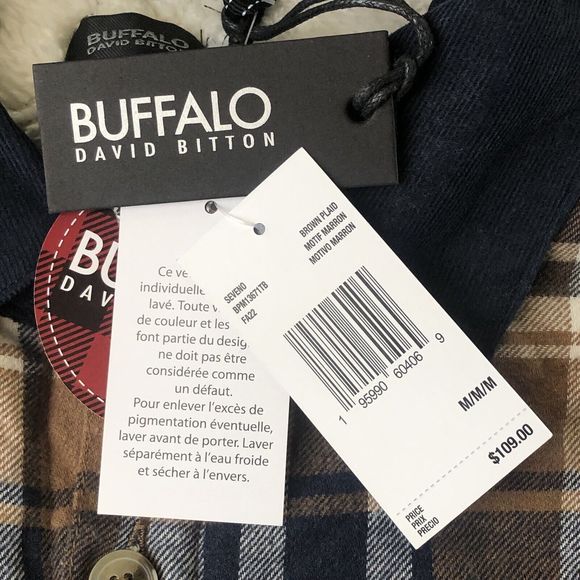 BUFFALO
DAVID BITTON
BUFFALO
DAVID BITTON
BU
DAV
Ce
individuelle
lavé. Toute
de couleur et les
font partie du desig
ne doit pas être
considérée comme
un défaut.
Pour enlever l'excès de
pigmentation éventuelle,
laver avant de porter. Laver
séparément à l'eau froide
et sécher à l'envers.
SEVENO
BPM13671TB
FA22
BROWN PLAID
MOTIF MARRON
MOTIVO MARRON
1 95990 60406 9
M/M/M
$109.00
PRICE
PRIX
PRECIO